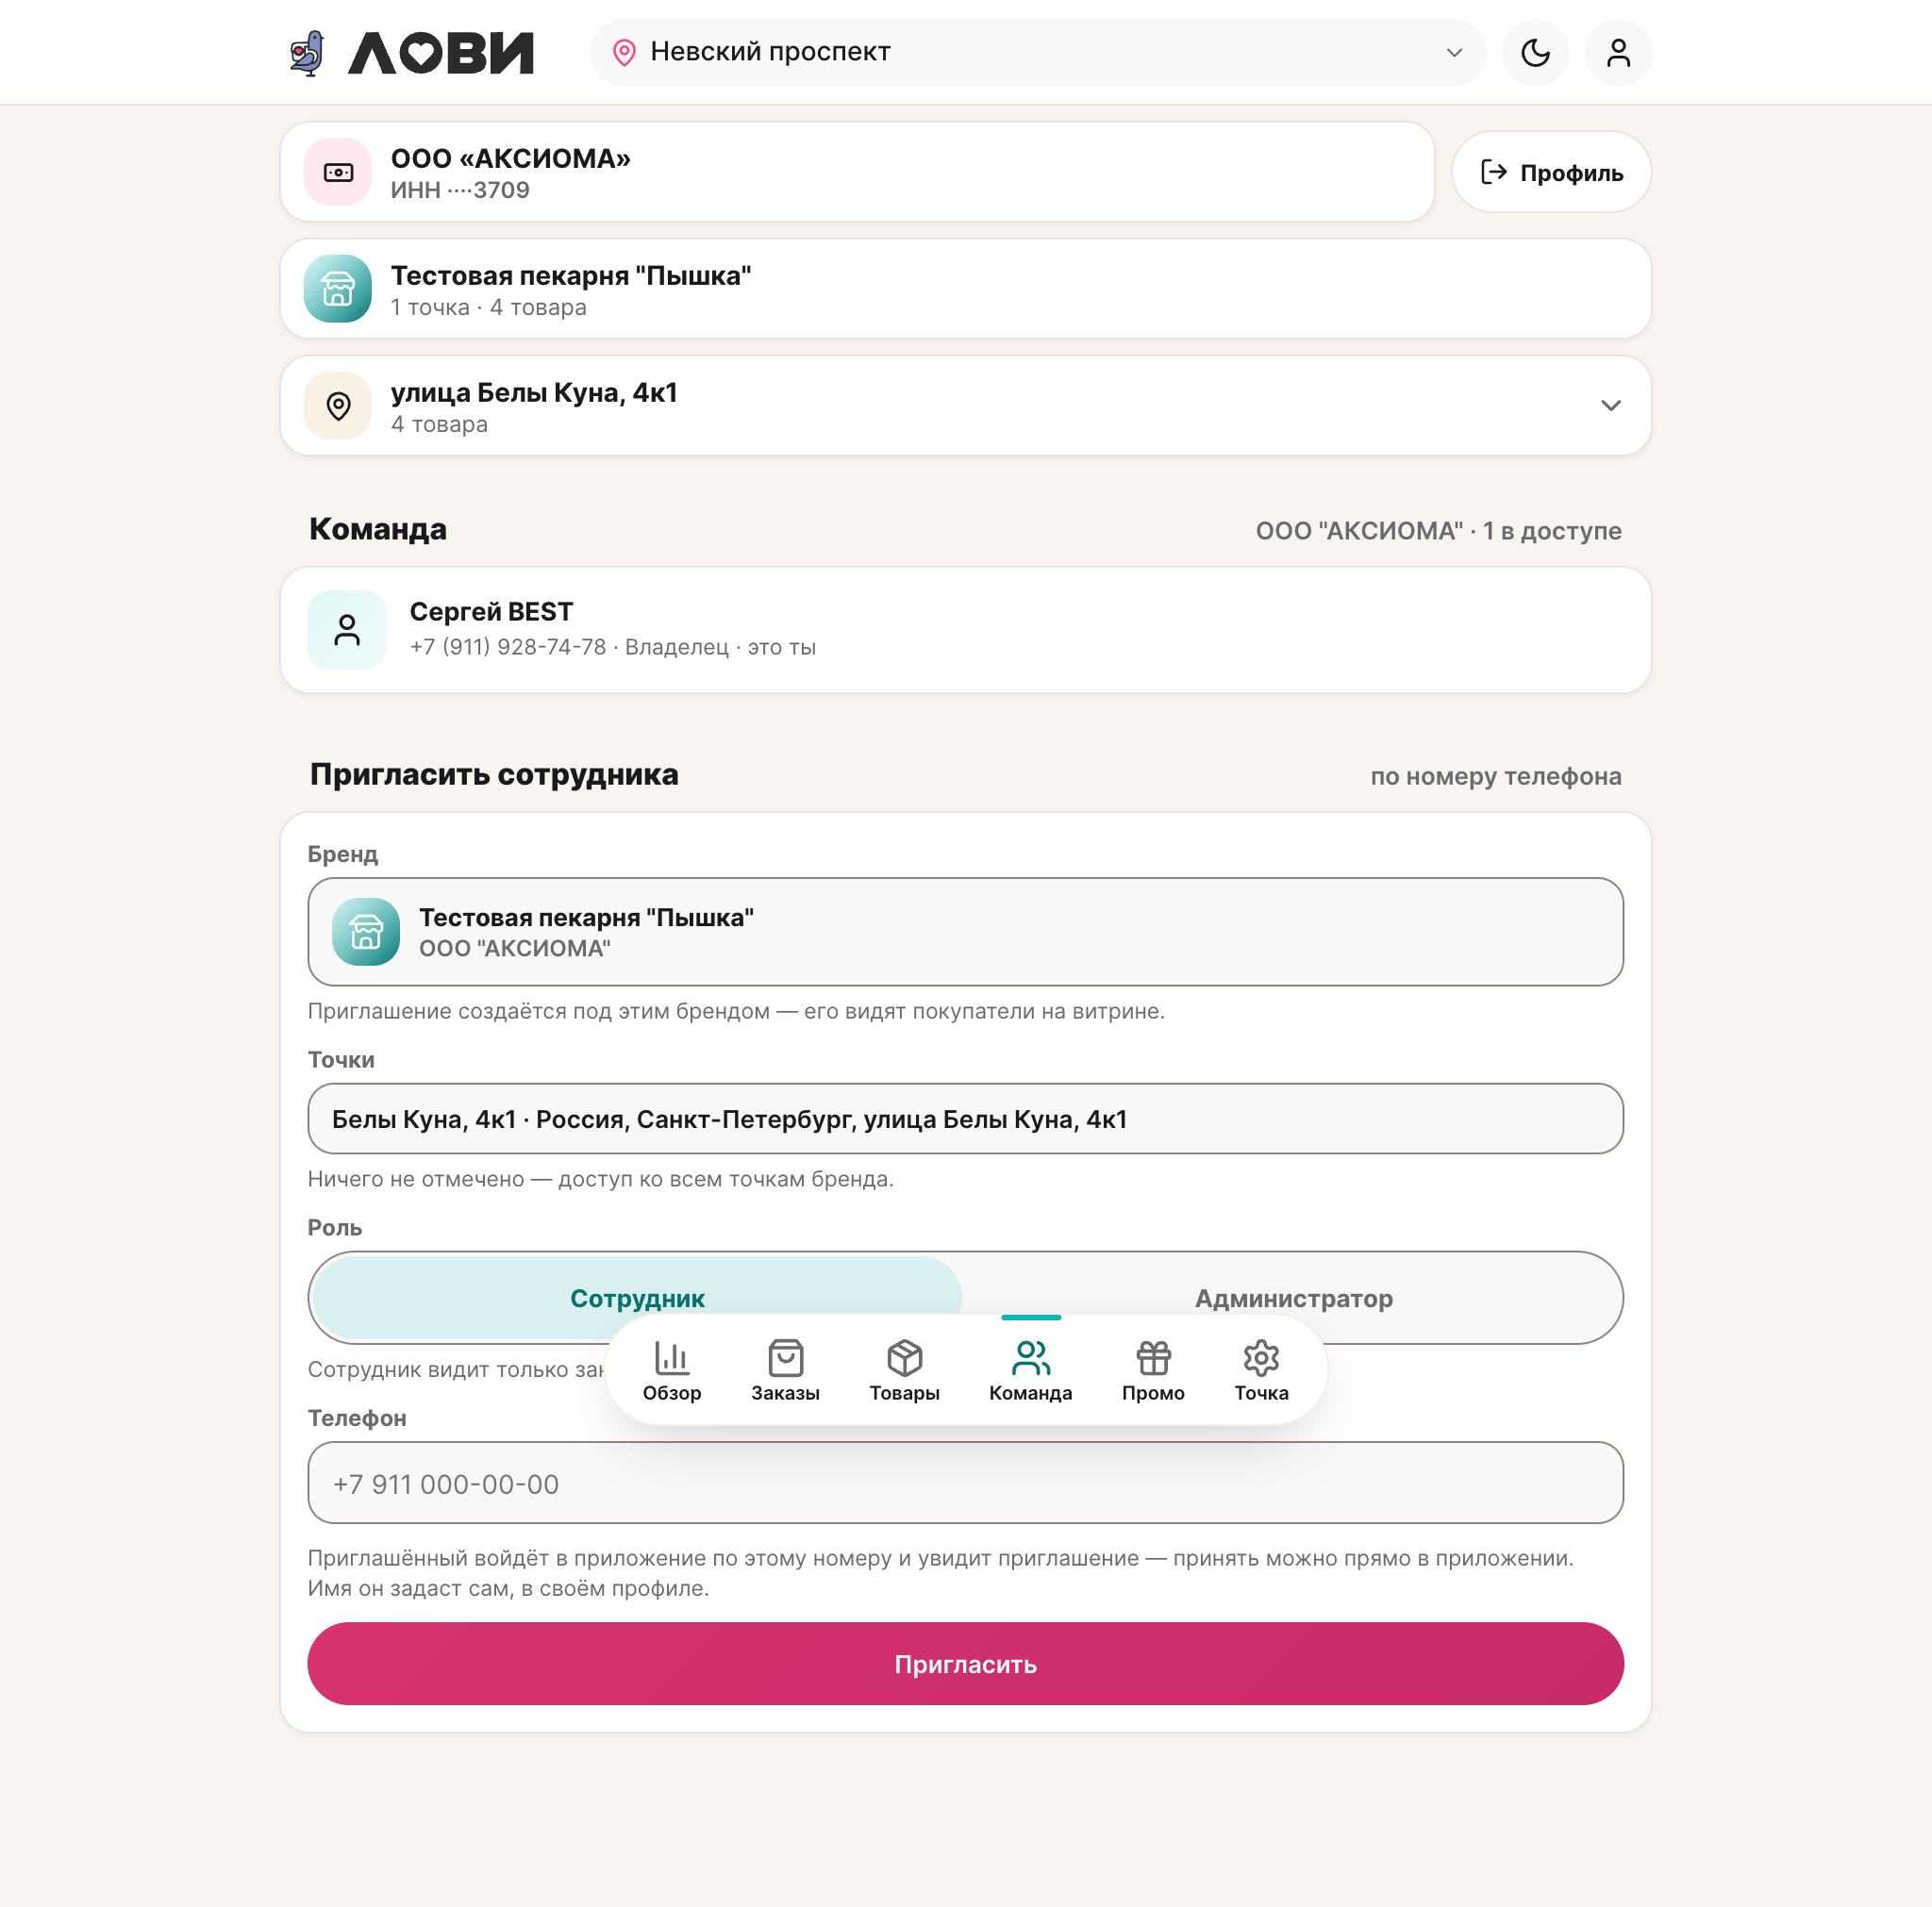 ЛОВИ
Невский проспект
ООО «АКСИОМА»
ИНН ····3709
Профиль
Тестовая пекарня "Пышка"
1 точка · 4 товара
улица Белы Куна, 4к1
4 товара
Команда
ООО "АКСИОМА" · 1 в доступе
Сергей BEST
+7 (911) 928-74-78 · Владелец · это ты
Пригласить сотрудника
по номеру телефона
Бренд
Тестовая пекарня "Пышка"
ООО "АКСИОМА"
Приглашение создаётся под этим брендом — его видят покупатели на витрине.
Точки
Белы Куна, 4к1 · Россия, Санкт-Петербург, улица Белы Куна, 4к1
Ничего не отмечено — доступ ко всем точкам бренда.
Роль
Сотрудник
Администратор
Сотрудник видит только
Обзор
Заказы
Товары
Команда
Промо
Точка
Телефон
+7 911 000-00-00
Приглашённый войдёт в приложение по этому номеру и увидит приглашение — принять можно прямо в приложении.
Имя он задаст сам, в своём профиле.
Пригласить